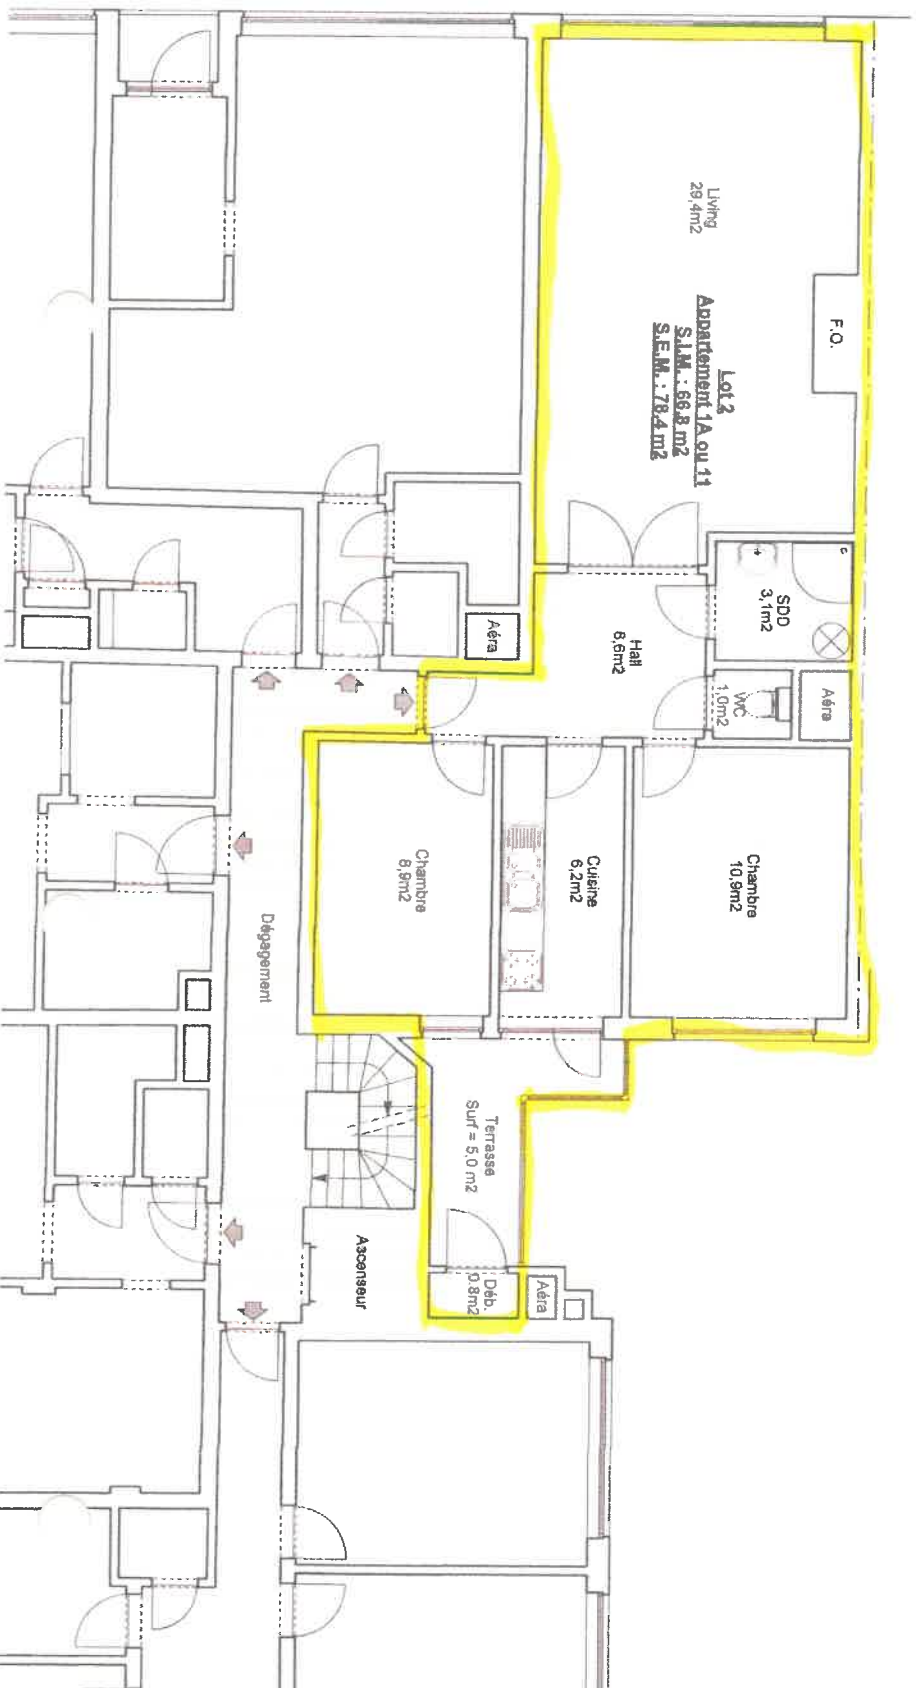 Living
29,4m2
F.O.
Lot 2
Appartement 1A ou 11
S.I.M. : 66,8 m2
S.E.M. : 78,4 m2
SDD
3,1m2
Aéra
Hall
6,6m2
WC
1,0m2
Aéra
Chambre
8,9m2
Cuisine
6,2m2
Chambre
10,9m2
Dégagement
Terrasse
Surf = 5,0 m2
Ascenseur
Déb.
0.8m2
Aéra